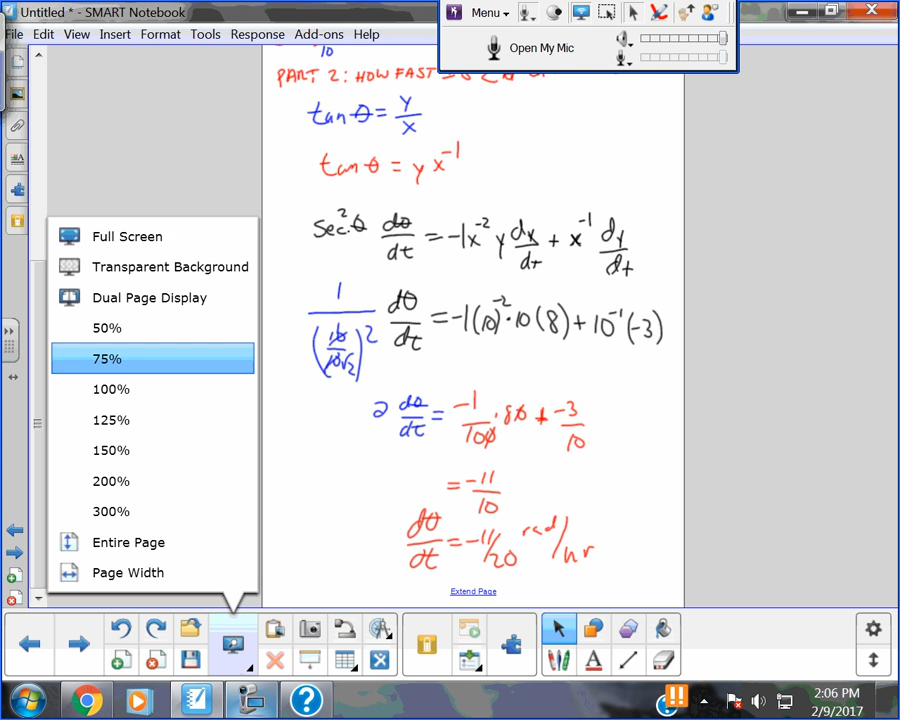 Untitled * - SMART Notebook
Menu
Open My Mic
File Edit View Insert Format Tools Response Add-ons Help
10
PART 2: HOW FAST
tan θ = y/x
tan θ = y x⁻¹
sec² θ dθ/dt = -1x⁻² y dx/dt + x⁻¹ dy/dt
1/(10/10√2)² dθ/dt = -1(10)⁻² · 10(8) + 10⁻¹(-3)
2 dθ/dt = -1/100 · 80 + -3/10
= -11/10
dθ/dt = -11/20 rad/hr
Extend Page
Full Screen
Transparent Background
Dual Page Display
50%
75%
100%
125%
150%
200%
300%
Entire Page
Page Width
2:06 PM
2/9/2017